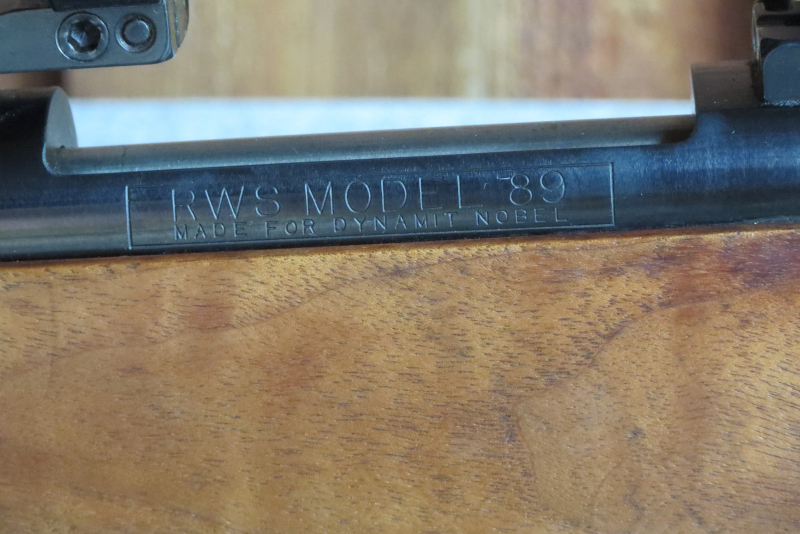 RWS MODEL '89
MADE FOR DYNAMIT NOBEL